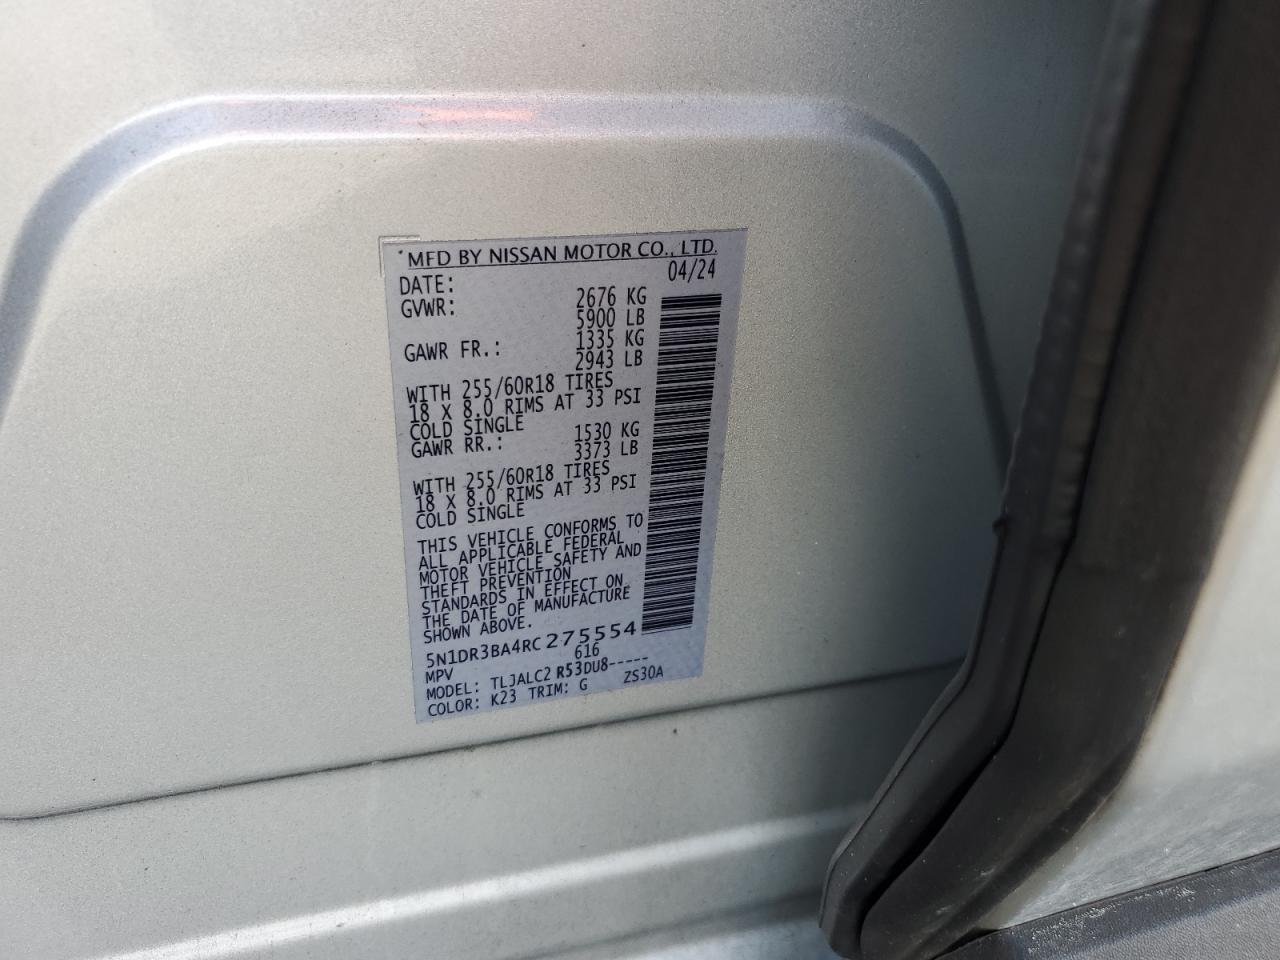 *MFD BY NISSAN MOTOR CO., LTD.
DATE: 04/24
GVWR: 2676 KG
5900 LB
GAWR FR.: 1335 KG
2943 LB
WITH 255/60R18 TIRES
18 X 8.0 RIMS AT 33 PSI
COLD SINGLE
GAWR RR.: 1530 KG
3373 LB
WITH 255/60R18 TIRES
18 X 8.0 RIMS AT 33 PSI
COLD SINGLE
THIS VEHICLE CONFORMS TO
ALL APPLICABLE FEDERAL
MOTOR VEHICLE SAFETY AND
THEFT PREVENTION
STANDARDS IN EFFECT ON
THE DATE OF MANUFACTURE
SHOWN ABOVE.
5N1DR3BA4RC275554
MPV 616
MODEL: TLJALC2 R53DU8-----
COLOR: K23 TRIM: G ZS30A